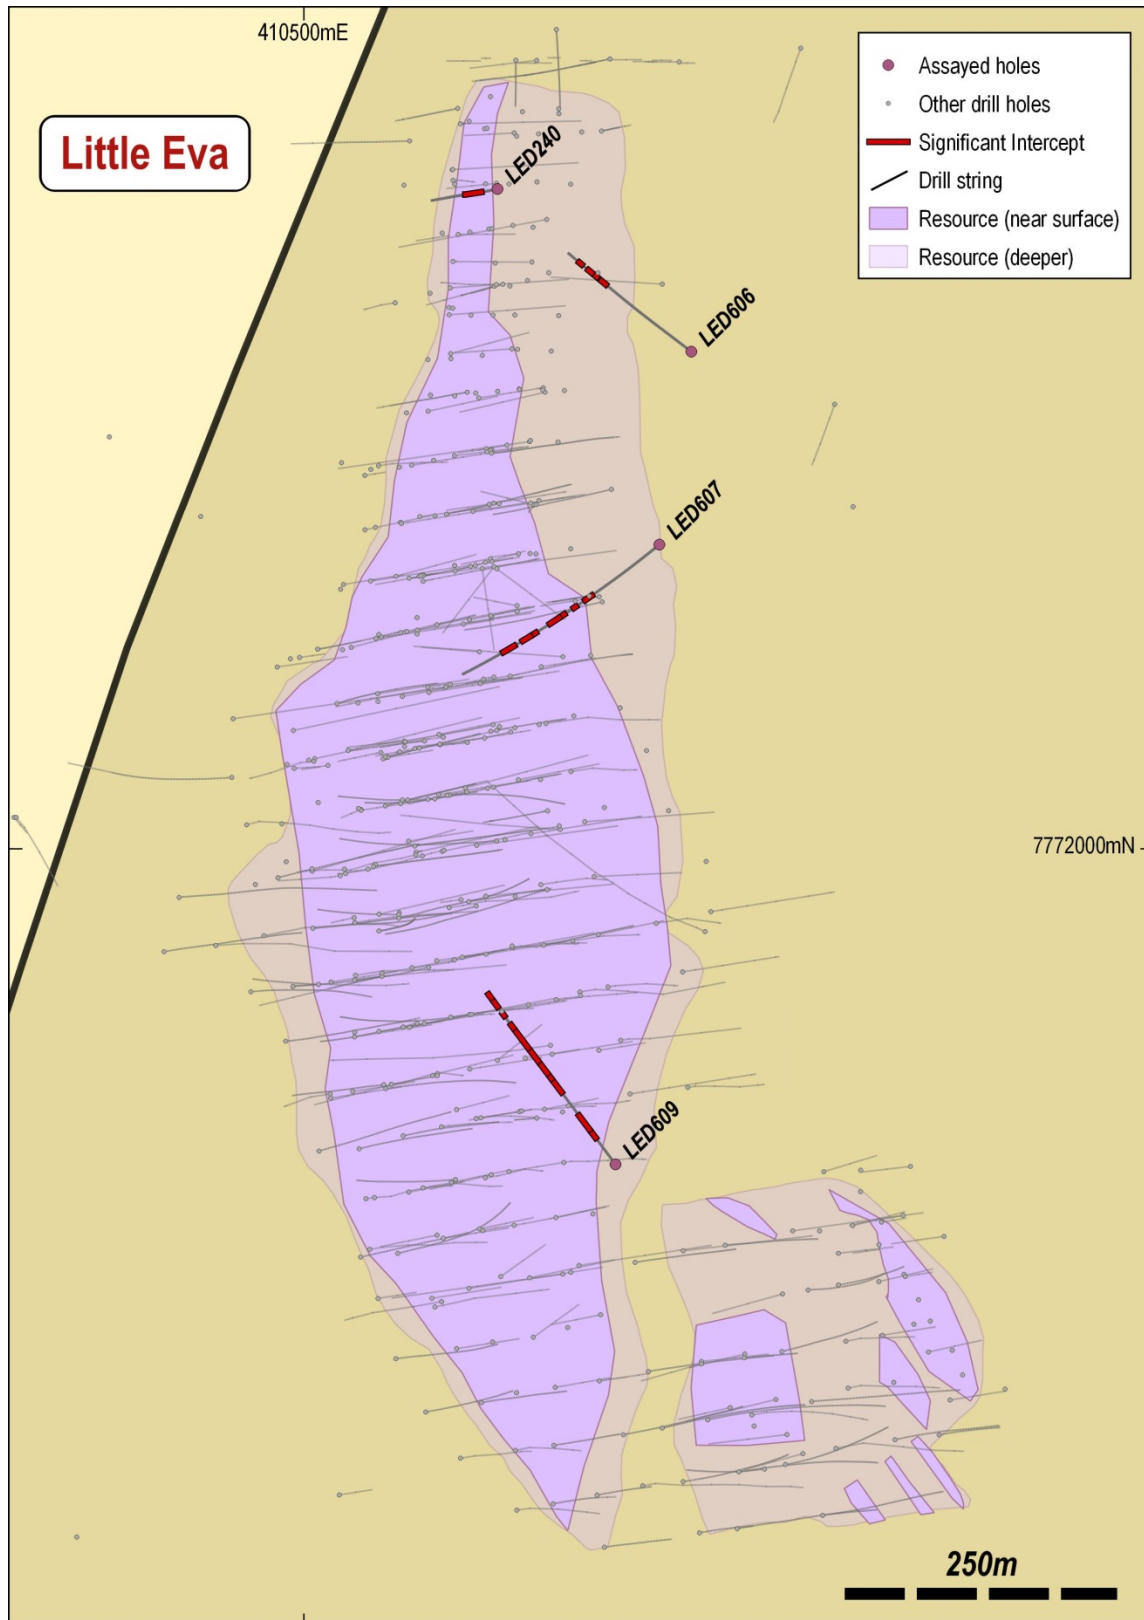 410500mE
Little Eva
Assayed holes
Other drill holes
Significant Intercept
Drill string
Resource (near surface)
Resource (deeper)
LED240
LED606
LED607
7772000mN
LED609
250m